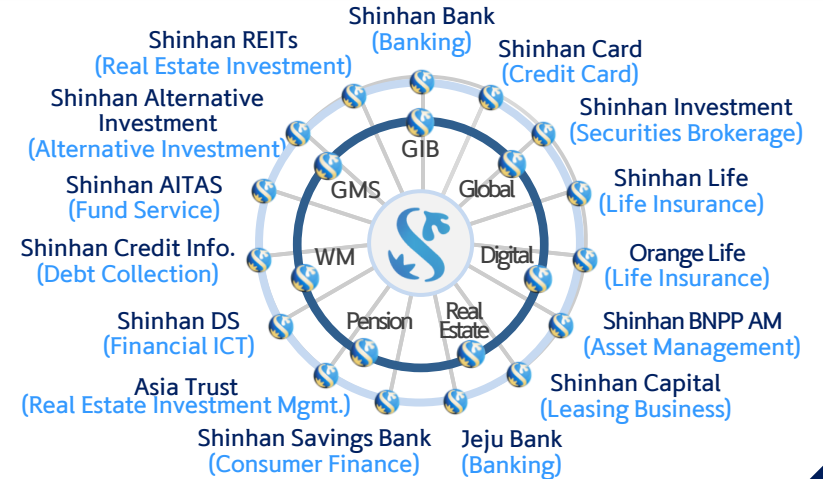 Shinhan Bank
(Banking)
Shinhan Card
(Credit Card)
Shinhan Investment
(Securities Brokerage)
Shinhan Life
(Life Insurance)
Orange Life
(Life Insurance)
Shinhan BNPP AM
(Asset Management)
Shinhan Capital
(Leasing Business)
Jeju Bank
(Banking)
Shinhan Savings Bank
(Consumer Finance)
Asia Trust
(Real Estate Investment Mgmt.)
Shinhan DS
(Financial ICT)
Shinhan Credit Info.
(Debt Collection)
Shinhan AITAS
(Fund Service)
Shinhan Alternative
Investment
(Alternative Investment)
Shinhan REITs
(Real Estate Investment)
GIB
Global
Digital
Real
Estate
Pension
WM
GMS